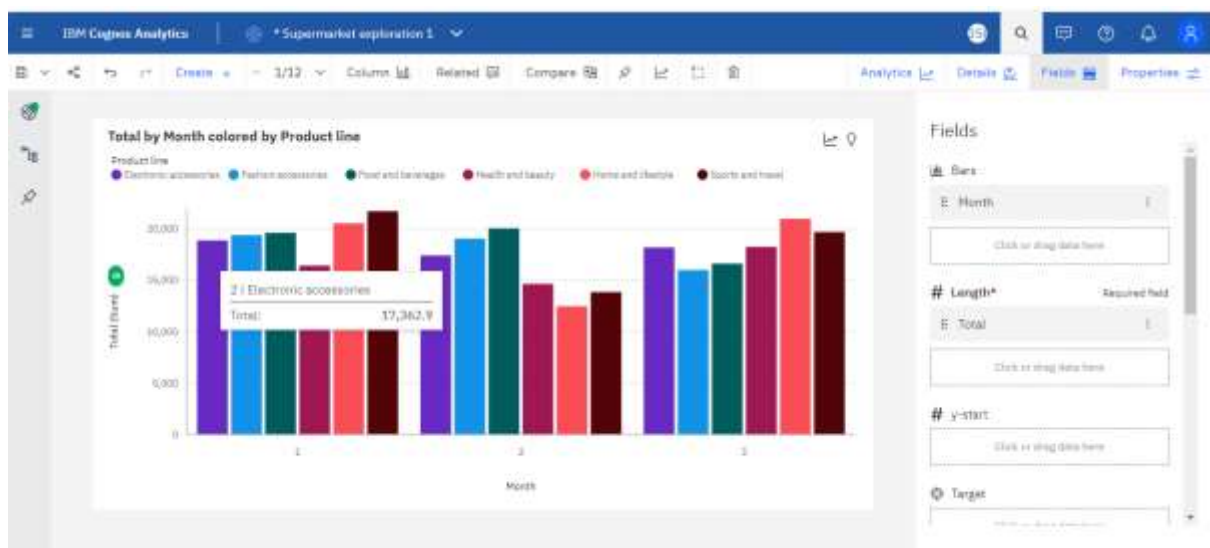 IBM Cognos Analytics
* Supermarket exploration 1
Create
1/12
Column
Related
Compare
Analytics
Details
Fields
Properties
Total by Month colored by Product line
Product line
Electronic accessories
Fashion accessories
Food and beverages
Health and beauty
Home and lifestyle
Sports and travel
20,000
15,000
10,000
5,000
0
Total (Sum)
2 | Electronic accessories
Total: 17,362.9
1
2
3
Month
Fields
Bars
Month
Click or drag data here
# Length*
Required field
Total
Click or drag data here
# y-start
Click or drag data here
Target